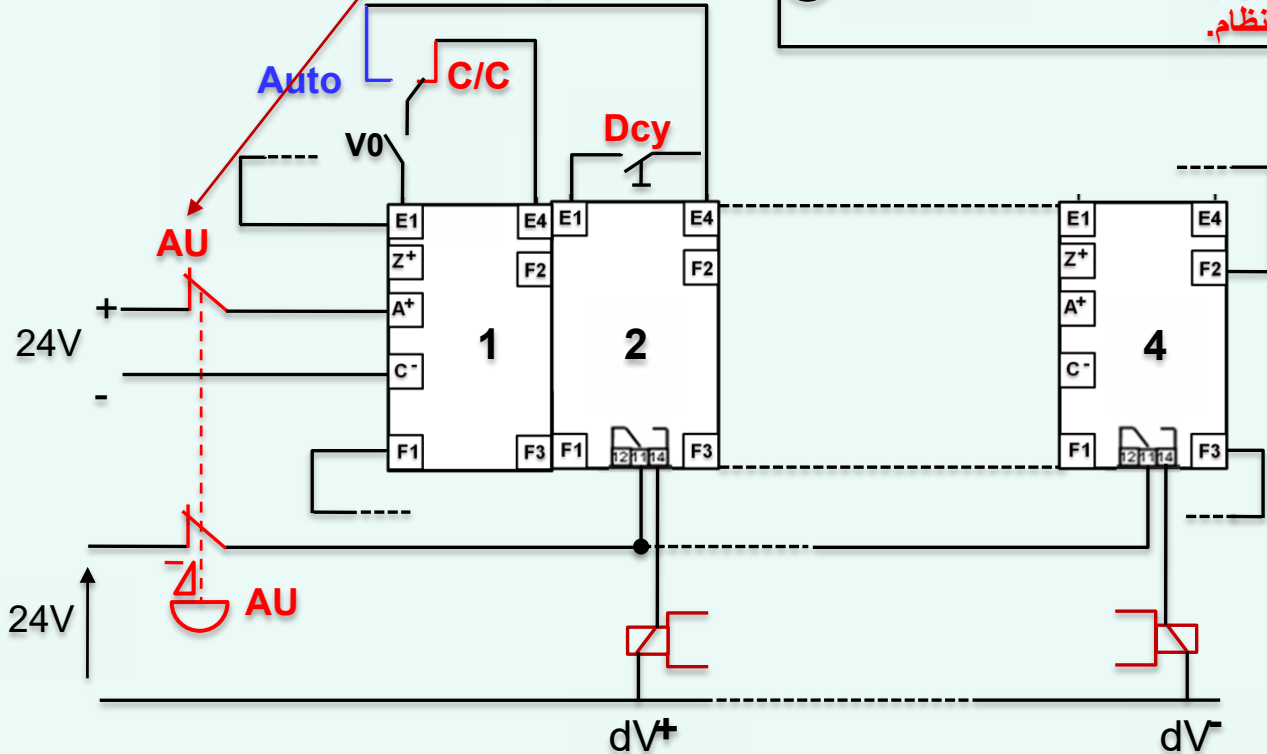 نظام.
Auto
C/C
V0
Dcy
AU
E1
E4
E1
E4
E1
E4
Z+
F2
F2
Z+
F2
+
A+
A+
24V
1
2
4
-
C-
C-
F1
F3
F1
12 11 14
F3
F1
12 11 14
F3
24V
AU
dV+
dV-